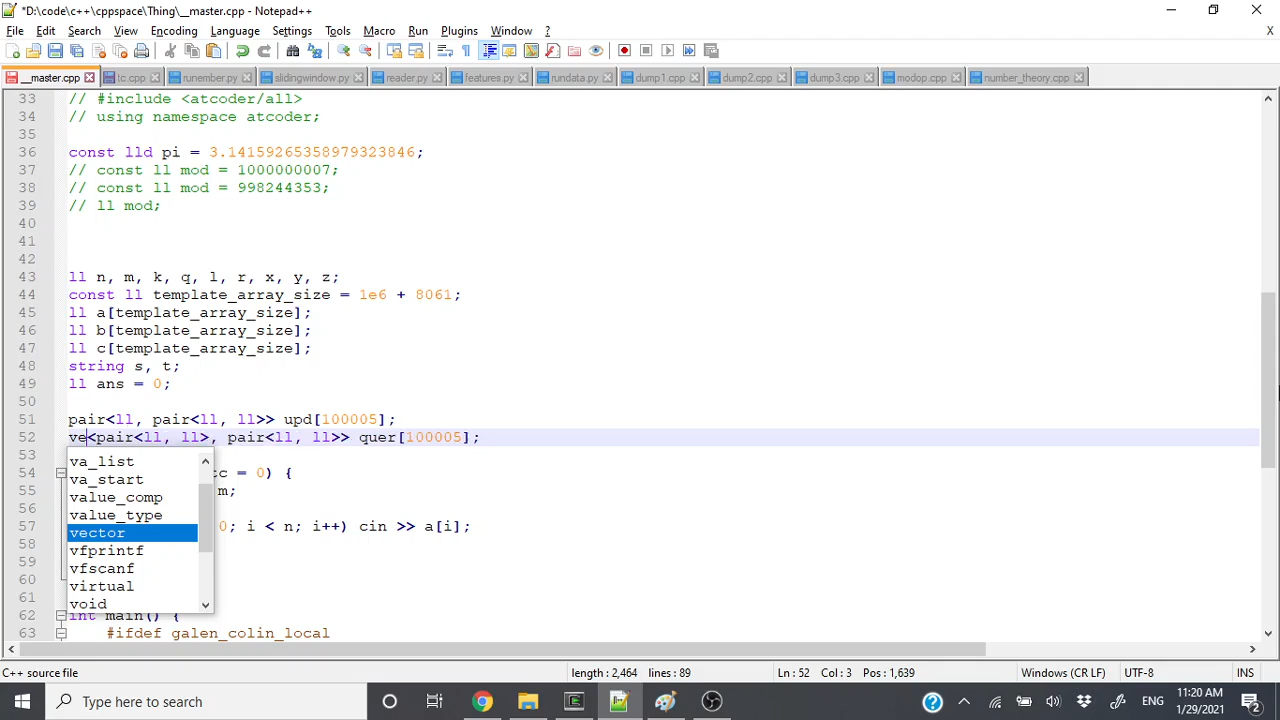 *D:\code\c++\cppspace\Thing\__master.cpp - Notepad++
File Edit Search View Encoding Language Settings Tools Macro Run Plugins Window ? X
__master.cpp tc.cpp runember.py slidingwindow.py reader.py features.py rundata.py dump1.cpp dump2.cpp dump3.cpp modop.cpp number_theory.cpp
33 // #include <atcoder/all>
34 // using namespace atcoder;
35
36 const lld pi = 3.14159265358979323846;
37 // const ll mod = 1000000007;
38 // const ll mod = 998244353;
39 // ll mod;
40
41
42
43 ll n, m, k, q, l, r, x, y, z;
44 const ll template_array_size = 1e6 + 8061;
45 ll a[template_array_size];
46 ll b[template_array_size];
47 ll c[template_array_size];
48 string s, t;
49 ll ans = 0;
50
51 pair<ll, pair<ll, ll>> upd[100005];
52 ve<pair<ll, ll>, pair<ll, ll>> quer[100005];
53
va_list
54 tc = 0) {
va_start
55 m;
value_comp
56
value_type
57 0; i < n; i++) cin >> a[i];
vector
58
vfprintf
59
vfscanf
60
virtual
61
void
62 int main() {
63 #ifdef galen_colin_local
C++ source file length : 2,464 lines : 89 Ln : 52 Col : 3 Pos : 1,639 Windows (CR LF) UTF-8 INS
Type here to search ENG 11:20 AM
1/29/2021 2